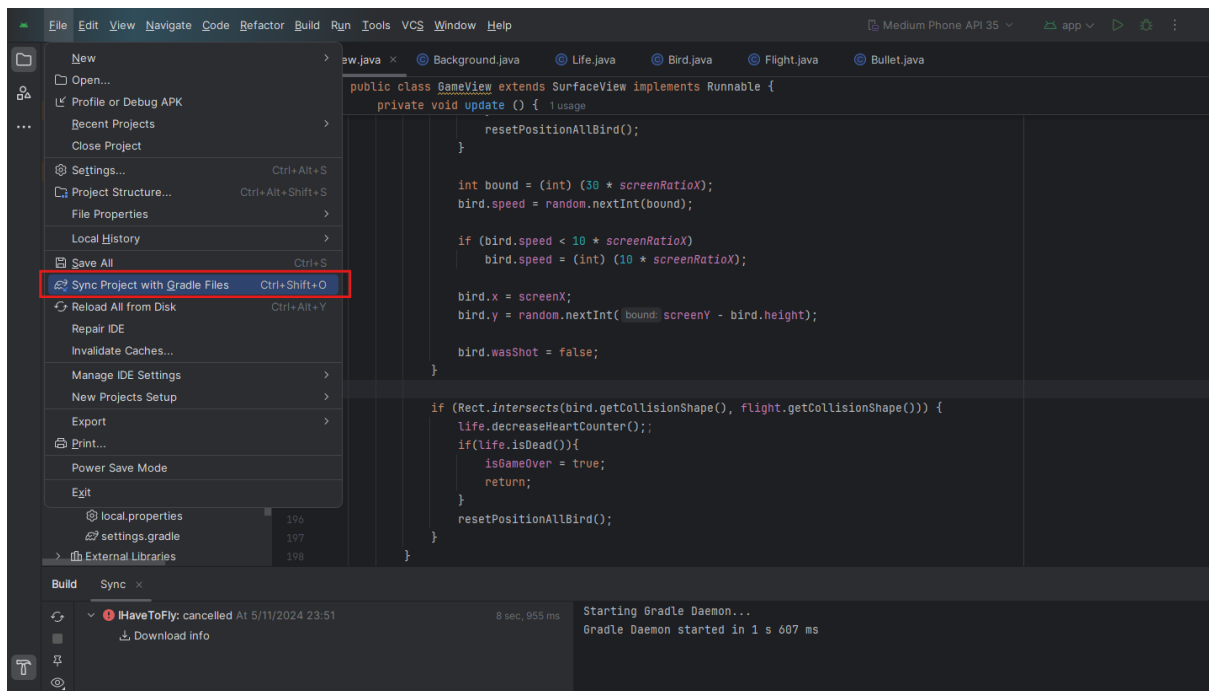 File Edit View Navigate Code Refactor Build Run Tools VCS Window Help Medium Phone API 35 app
ew.java Background.java Life.java Bird.java Flight.java Bullet.java
New
Open...
Profile or Debug APK
Recent Projects
Close Project
Settings... Ctrl+Alt+S
Project Structure... Ctrl+Alt+Shift+S
File Properties
Local History
Save All Ctrl+S
Sync Project with Gradle Files Ctrl+Shift+O
Reload All from Disk Ctrl+Alt+Y
Repair IDE
Invalidate Caches...
Manage IDE Settings
New Projects Setup
Export
Print...
Power Save Mode
Exit
local.properties
settings.gradle
External Libraries
public class GameView extends SurfaceView implements Runnable {
private void update () { 1 usage
resetPositionAllBird();
}
int bound = (int) (30 * screenRatioX);
bird.speed = random.nextInt(bound);
if (bird.speed < 10 * screenRatioX)
bird.speed = (int) (10 * screenRatioX);
bird.x = screenX;
bird.y = random.nextInt( bound: screenY - bird.height);
bird.wasShot = false;
}
if (Rect.intersects(bird.getCollisionShape(), flight.getCollisionShape())) {
life.decreaseHeartCounter();;
if(life.isDead()){
isGameOver = true;
return;
}
196 resetPositionAllBird();
197 }
198 }
Build Sync
IHaveToFly: cancelled At 5/11/2024 23:51 8 sec, 955 ms
Download info
Starting Gradle Daemon...
Gradle Daemon started in 1 s 607 ms